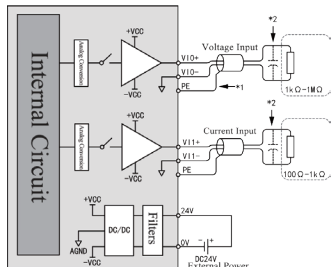 Internal Circuit
Analog Conversion
+VCC
-VCC
VI0+
VI0-
PE
Voltage Input
*1
*2
1kΩ-1MΩ
Analog Conversion
+VCC
-VCC
VI1+
VI1-
PE
Current Input
*2
100Ω-1kΩ
+VCC
AGND
-VCC
DC/DC
Filters
24V
0V
- +
DC24V
External Power